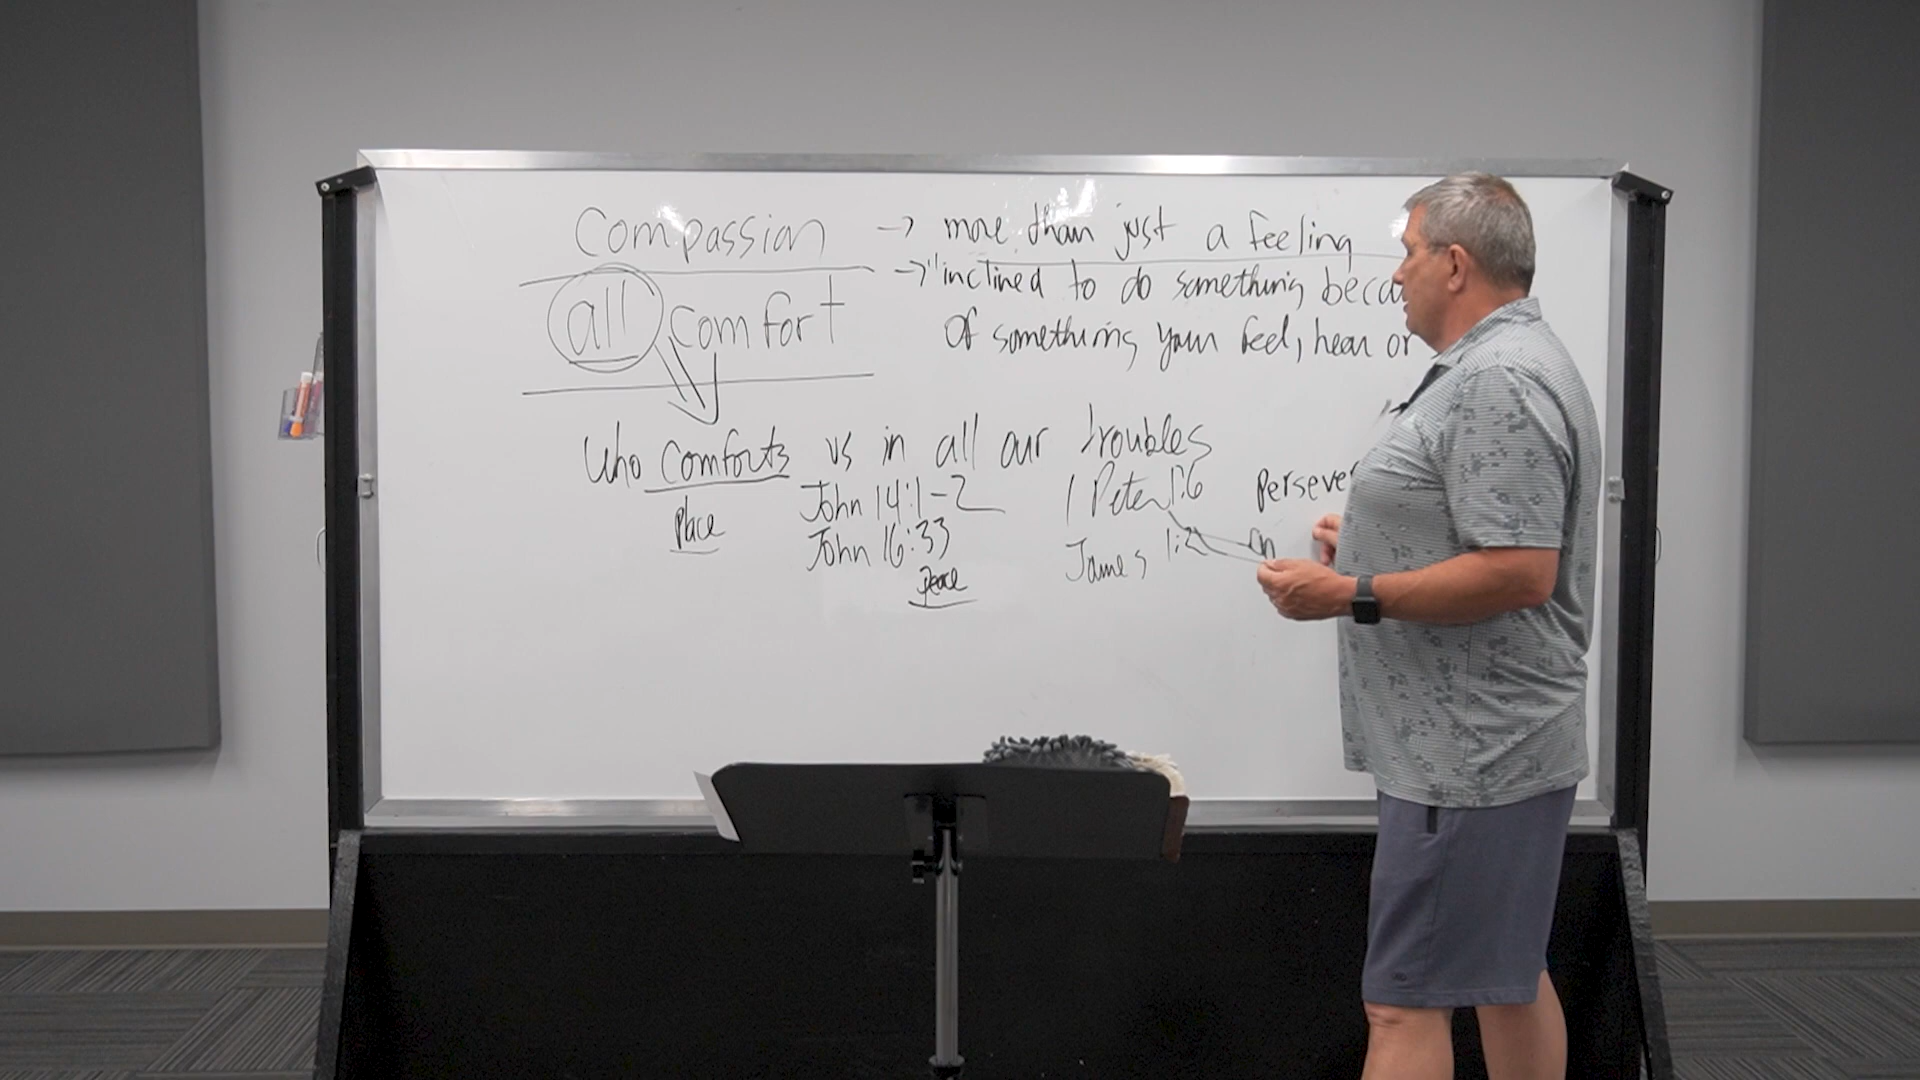 Compassion → more than just a feeling
all comfort → "inclined to do something beca
of something your feel, hear or
Who comforts us in all our troubles
Place John 14:1-2 1 Peter 1:6 Persever
John 16:33 James 1:2
Peace